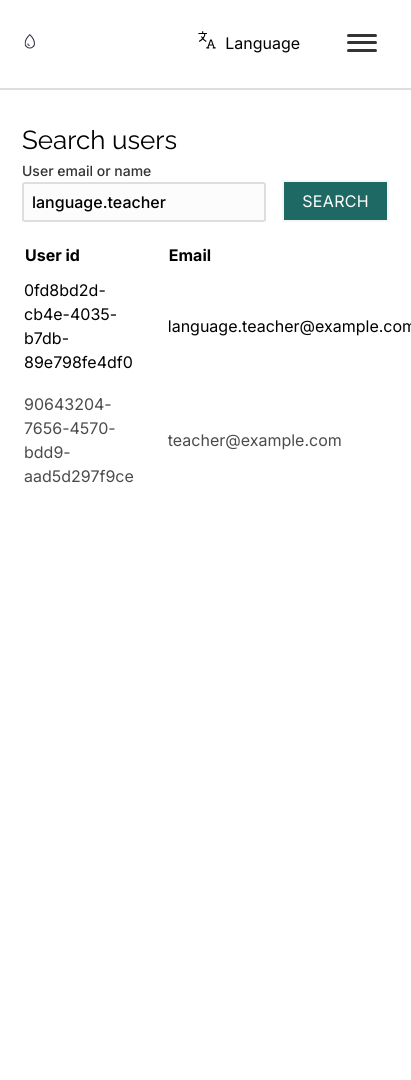 Language
Search users
User email or name
language.teacher
SEARCH
User id
Email
0fd8bd2d-
cb4e-4035-
b7db-
89e798fe4df0
language.teacher@example.com
90643204-
7656-4570-
bdd9-
aad5d297f9ce
teacher@example.com